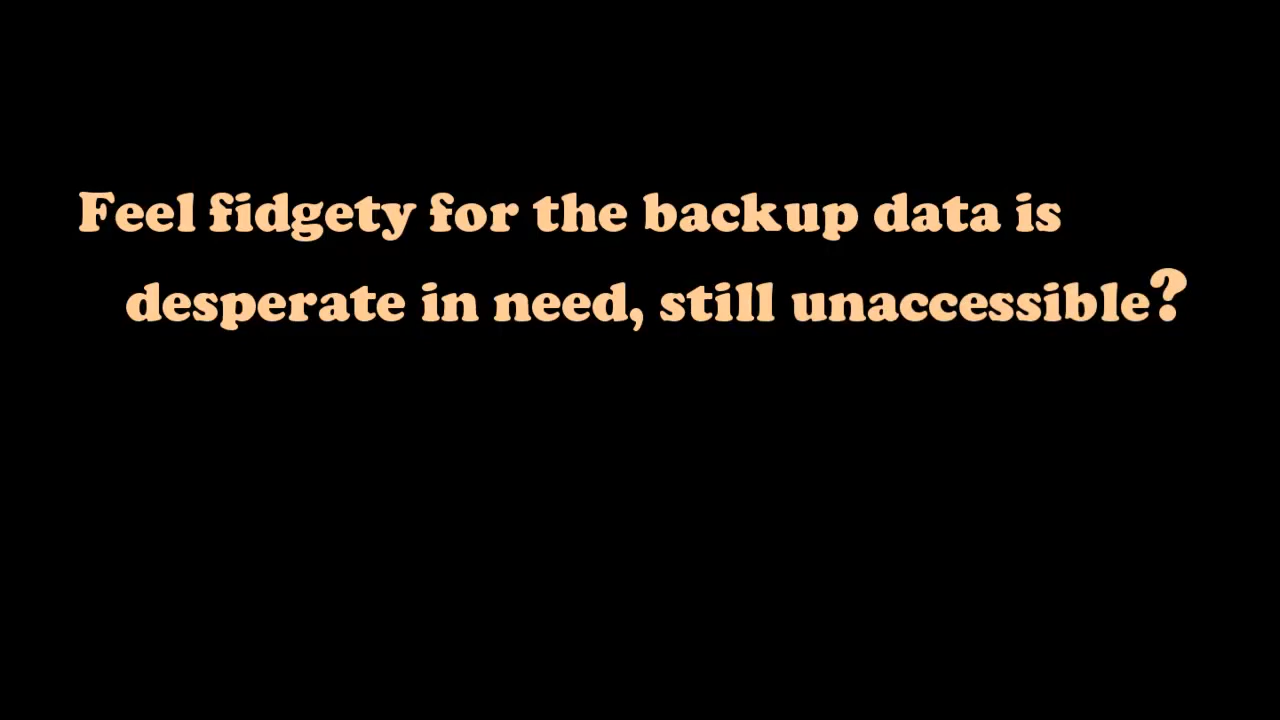 Feel fidgety for the backup data is
desperate in need, still unaccessible?